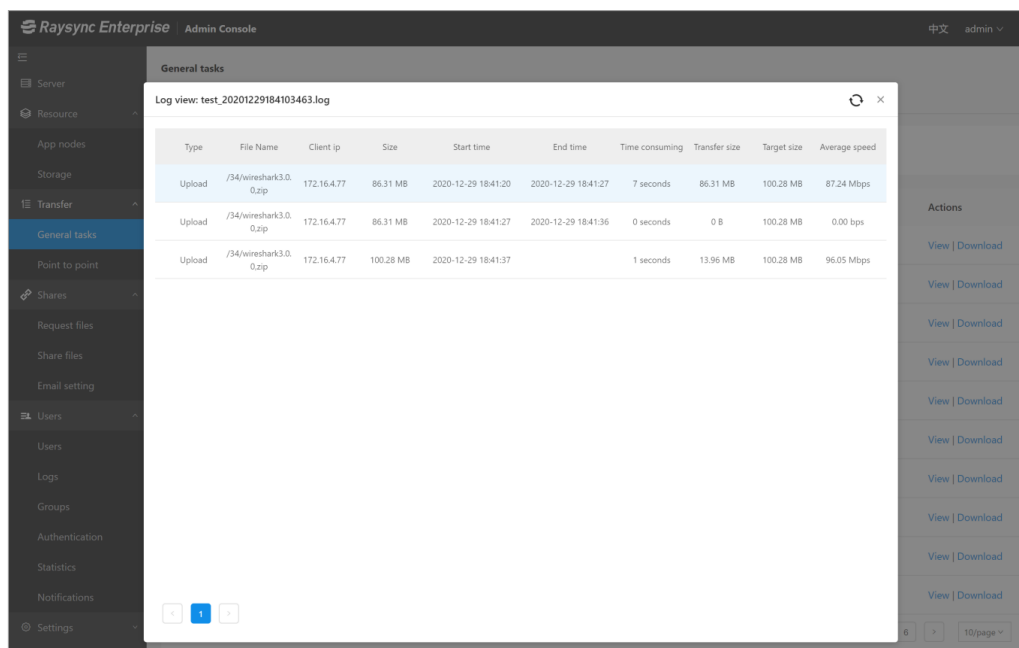 Raysync Enterprise Admin Console 中文 admin
General tasks
Server
Log view: test_20201229184103463.log
Resource
Type File Name Client ip Size Start time End time Time consuming Transfer size Target size Average speed
App nodes
Storage
Upload /34/wireshark3.0.0,zip 172.16.4.77 86.31 MB 2020-12-29 18:41:20 2020-12-29 18:41:27 7 seconds 86.31 MB 100.28 MB 87.24 Mbps
Transfer
Actions
Upload /34/wireshark3.0.0,zip 172.16.4.77 86.31 MB 2020-12-29 18:41:27 2020-12-29 18:41:36 0 seconds 0 B 100.28 MB 0.00 bps
General tasks
View | Download
Upload /34/wireshark3.0.0,zip 172.16.4.77 100.28 MB 2020-12-29 18:41:37 1 seconds 13.96 MB 100.28 MB 96.05 Mbps
Point to point
View | Download
Shares
Request files
View | Download
Share files
View | Download
Email setting
View | Download
Users
Users
View | Download
Logs
View | Download
Groups
View | Download
Authentication
View | Download
Statistics
Notifications
View | Download
1
Settings
6 10/page